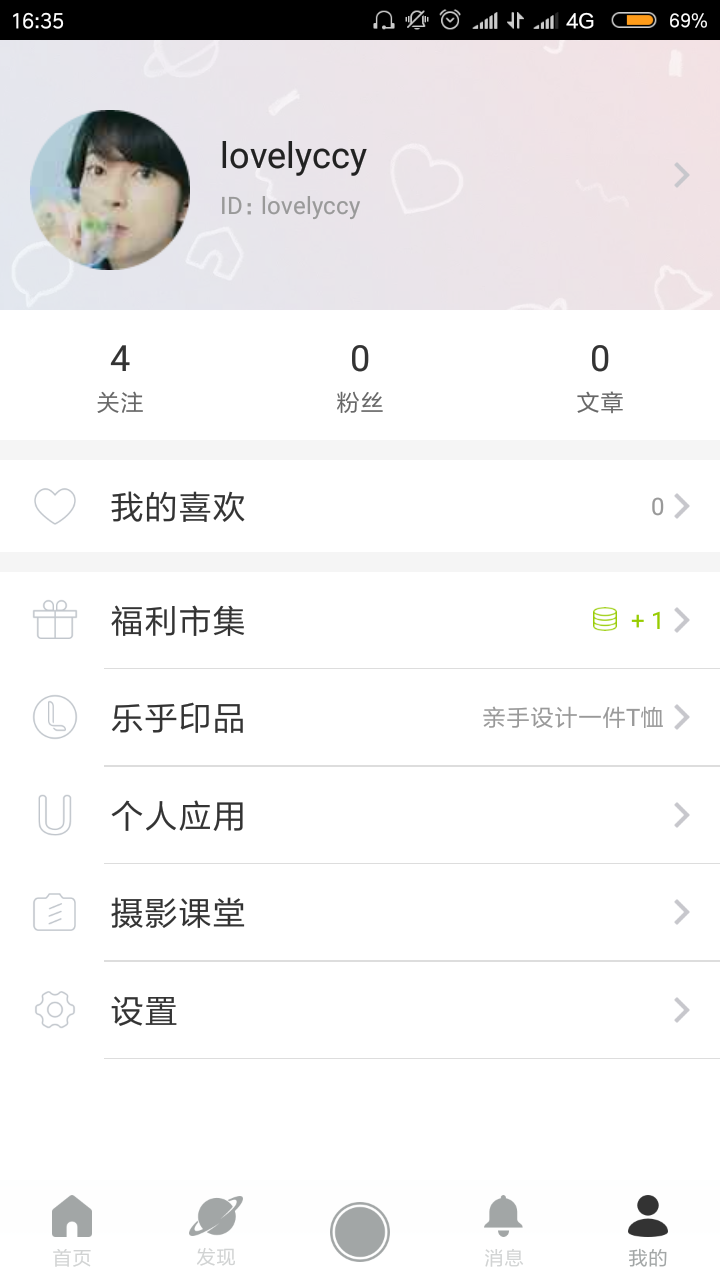 16:35
4G
69%
lovelyccy
ID: lovelyccy
4
0
0
关注
粉丝
文章
我的喜欢
0
福利市集
+ 1
乐乎印品
亲手设计一件T恤
个人应用
摄影课堂
设置
首页
发现
消息
我的